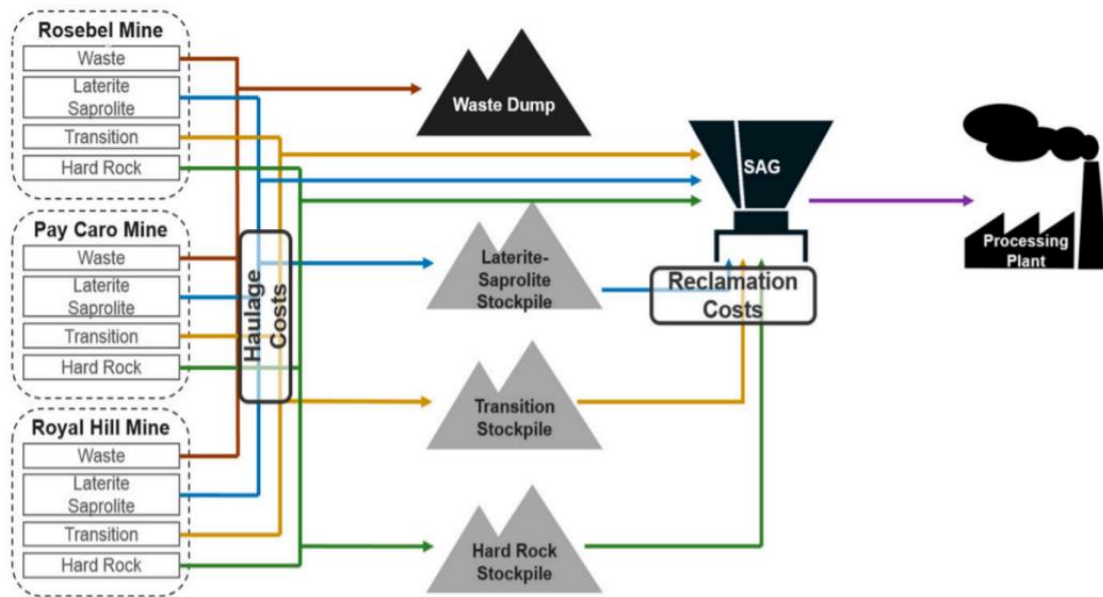 Rosebel Mine
Waste
Laterite
Saprolite
Transition
Hard Rock
Pay Caro Mine
Waste
Laterite
Saprolite
Transition
Hard Rock
Royal Hill Mine
Waste
Laterite
Saprolite
Transition
Hard Rock
Haulage
Costs
Waste Dump
Laterite-
Saprolite
Stockpile
Transition
Stockpile
Hard Rock
Stockpile
SAG
Reclamation
Costs
Processing
Plant